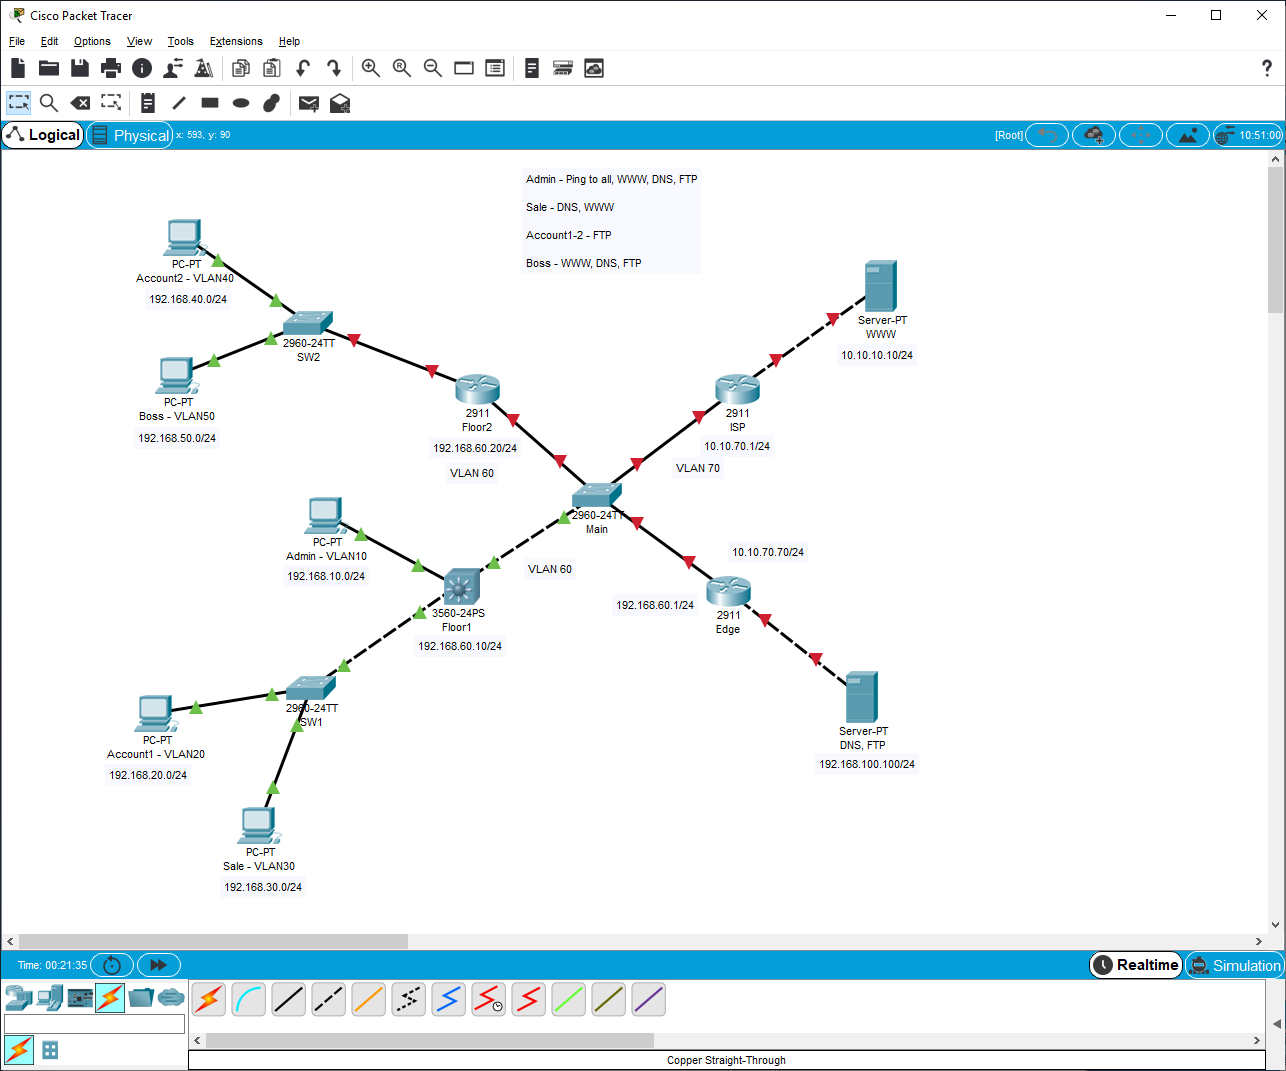 Cisco Packet Tracer
File Edit Options View Tools Extensions Help
Logical Physical x: 593, y: 90 [Root] 10:51:00
Admin - Ping to all, WWW, DNS, FTP
Sale - DNS, WWW
Account1-2 - FTP
Boss - WWW, DNS, FTP
PC-PT
Account2 - VLAN40
192.168.40.0/24
2960-24TT
SW2
PC-PT
Boss - VLAN50
192.168.50.0/24
2911
Floor2
192.168.60.20/24
VLAN 60
Server-PT
WWW
10.10.10.10/24
2911
ISP
10.10.70.1/24
VLAN 70
2960-24TT
Main
PC-PT
Admin - VLAN10
192.168.10.0/24
VLAN 60
3560-24PS
Floor1
192.168.60.10/24
10.10.70.70/24
192.168.60.1/24
2911
Edge
2960-24TT
SW1
PC-PT
Account1 - VLAN20
192.168.20.0/24
Server-PT
DNS, FTP
192.168.100.100/24
PC-PT
Sale - VLAN30
192.168.30.0/24
Time: 00:21:35 Realtime Simulation
Copper Straight-Through